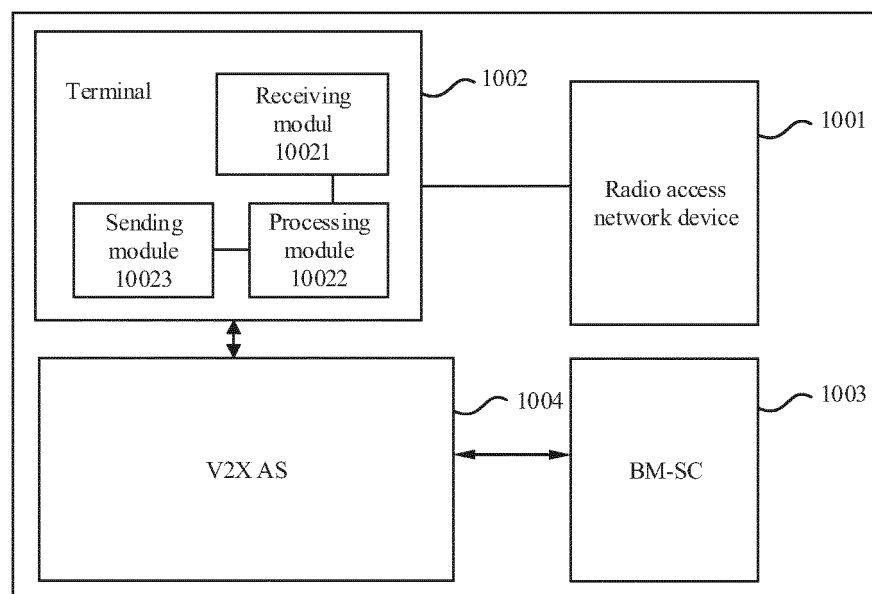 Terminal
Receiving
modul
10021
1002
1001
Radio access
network device
Sending
module
10023
Processing
module
10022
1004
1003
V2X AS
BM-SC